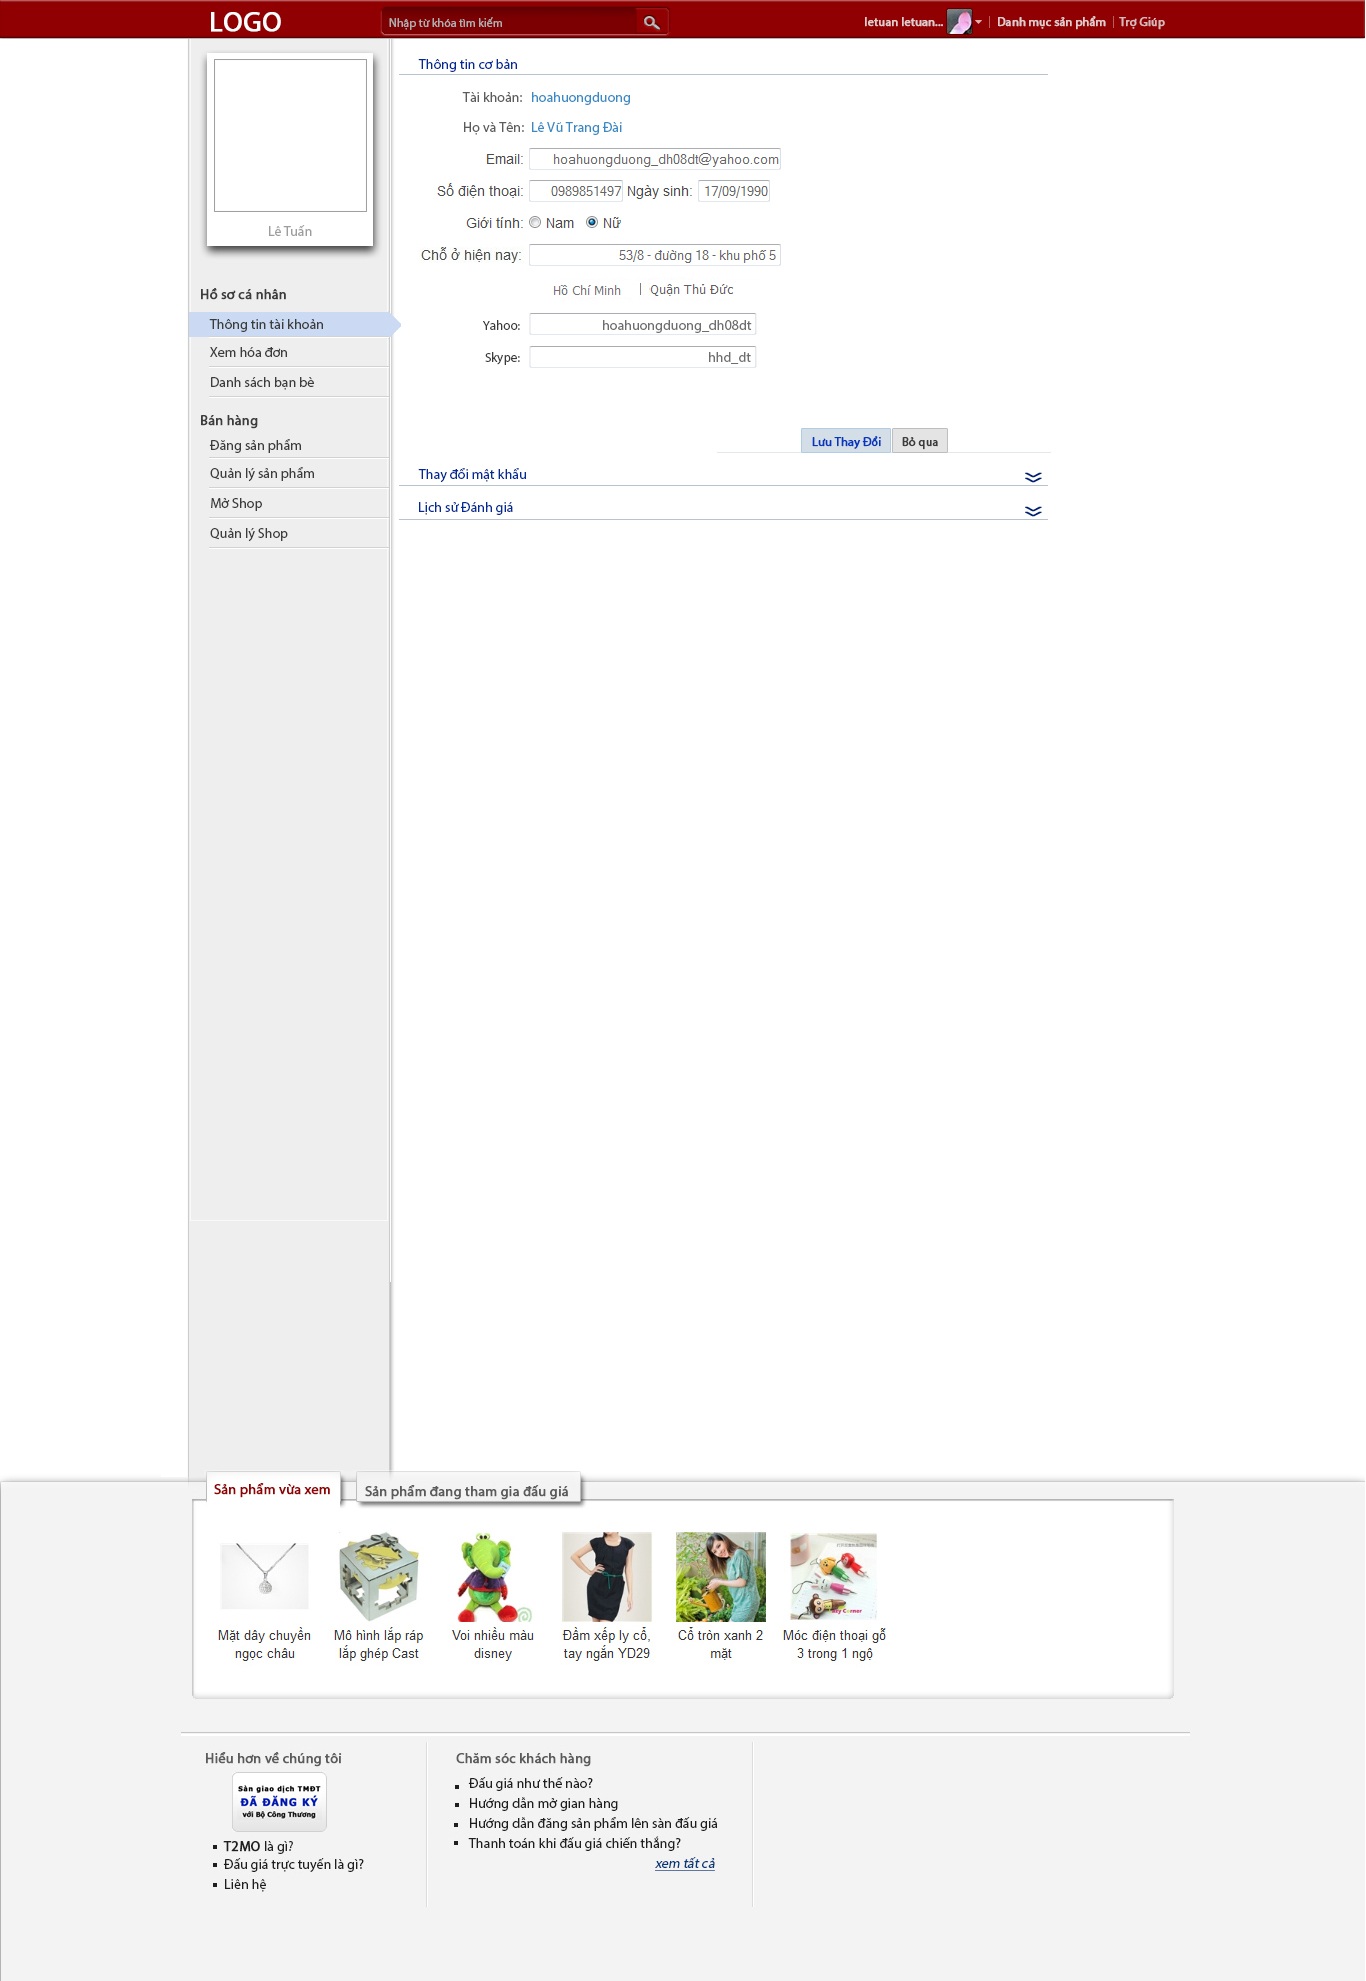 LOGO
Nhập từ khóa tìm kiếm
letuan letuan...
Danh mục sản phẩm
Trợ Giúp
Lê Tuấn
Hồ sơ cá nhân
Thông tin tài khoản
Xem hóa đơn
Danh sách bạn bè
Bán hàng
Đăng sản phẩm
Quản lý sản phẩm
Mở Shop
Quản lý Shop
Thông tin cơ bản
Tài khoản: hoahuongduong
Họ và Tên: Lê Vũ Trang Đài
Email: hoahuongduong_dh08dt@yahoo.com
Số điện thoại: 0989851497 Ngày sinh: 17/09/1990
Giới tính: Nam Nữ
Chỗ ở hiện nay: 53/8 - đường 18 - khu phố 5
Hồ Chí Minh | Quận Thủ Đức
Yahoo: hoahuongduong_dh08dt
Skype: hhd_dt
Lưu Thay Đổi Bỏ qua
Thay đổi mật khẩu
Lịch sử Đánh giá
Sản phẩm vừa xem
Sản phẩm đang tham gia đấu giá
Mặt dây chuyền
ngọc châu
Mô hình lắp ráp
lắp ghép Cast
Voi nhiều màu
disney
Đầm xếp ly cổ,
tay ngắn YD29
Cổ tròn xanh 2
mặt
Móc điện thoại gỗ
3 trong 1 ngộ
Hiểu hơn về chúng tôi
Sàn giao dịch TMĐT
ĐÃ ĐĂNG KÝ
với Bộ Công Thương
T2MO là gì?
Đấu giá trực tuyến là gì?
Liên hệ
Chăm sóc khách hàng
Đấu giá như thế nào?
Hướng dẫn mở gian hàng
Hướng dẫn đăng sản phẩm lên sàn đấu giá
Thanh toán khi đấu giá chiến thắng?
xem tất cả